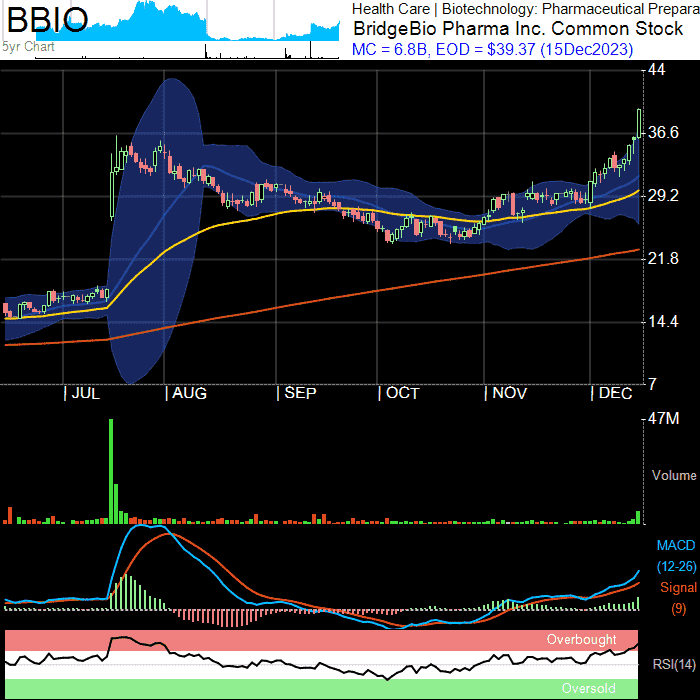 BBIO
5yr Chart
Health Care | Biotechnology: Pharmaceutical Prepara
BridgeBio Pharma Inc. Common Stock
MC = 6.8B, EOD = $39.37 (15Dec2023)
44
36.6
29.2
21.8
14.4
7
| JUL | AUG | SEP | OCT | NOV | DEC
47M
Volume
MACD
(12-26)
Signal
(9)
Overbought
RSI(14)
Oversold